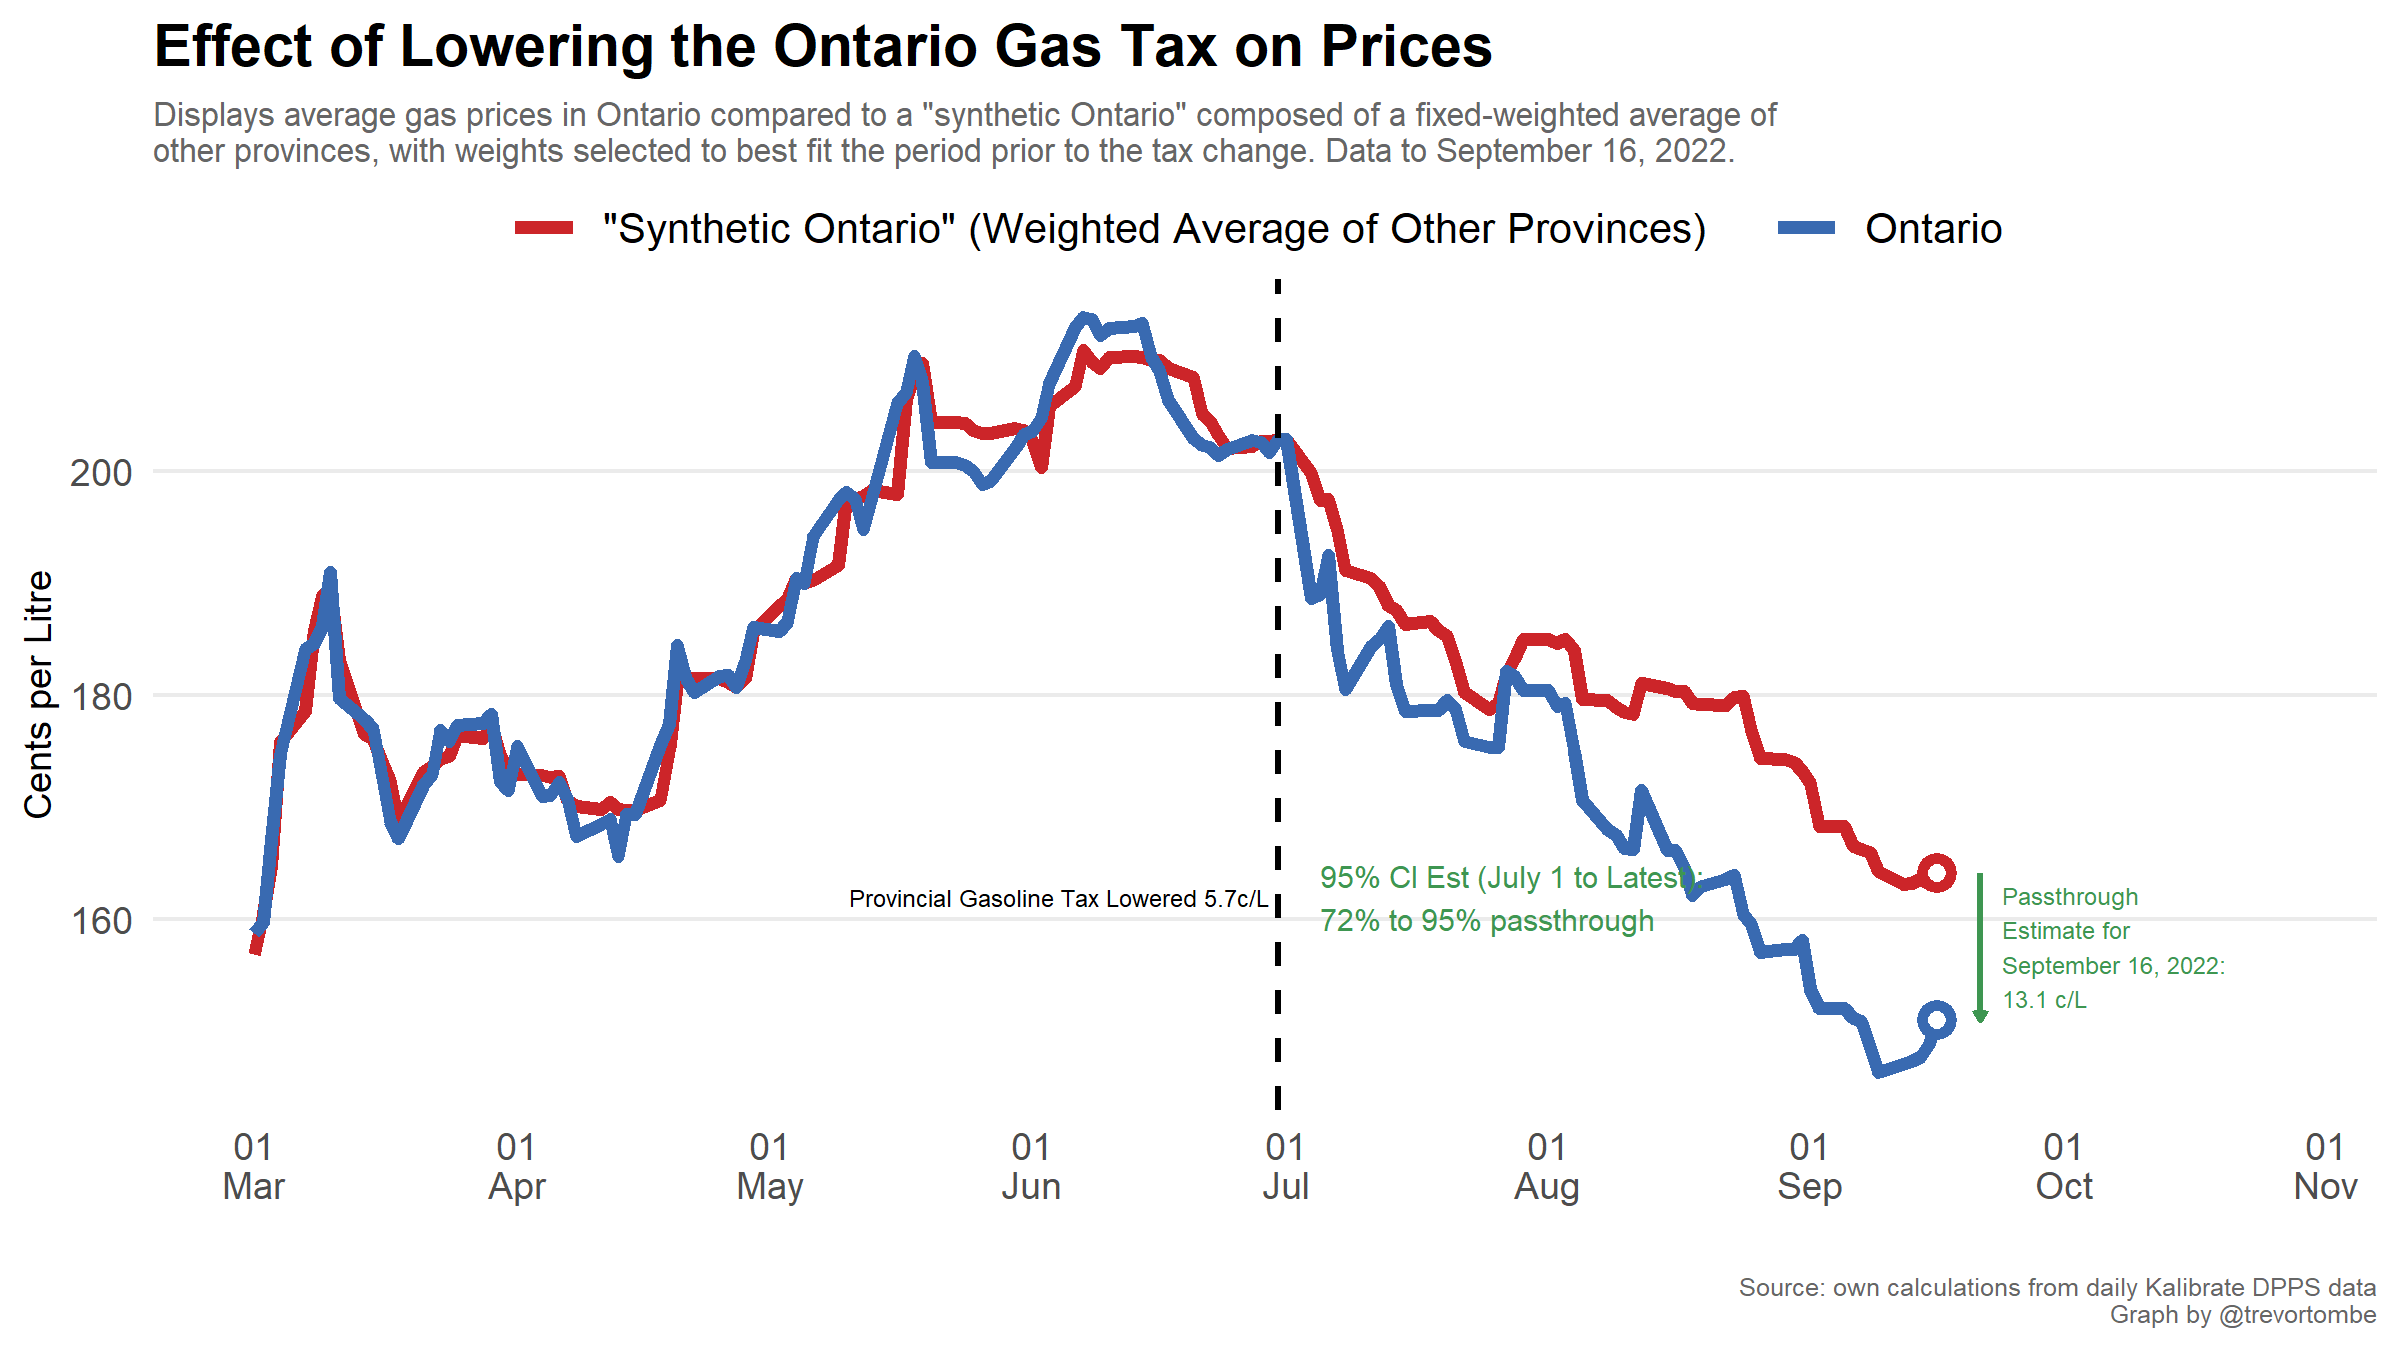 Effect of Lowering the Ontario Gas Tax on Prices
Displays average gas prices in Ontario compared to a "synthetic Ontario" composed of a fixed-weighted average of
other provinces, with weights selected to best fit the period prior to the tax change. Data to September 16, 2022.
"Synthetic Ontario" (Weighted Average of Other Provinces)
Ontario
Cents per Litre
200
180
160
Provincial Gasoline Tax Lowered 5.7c/L
95% CI Est (July 1 to Latest):
72% to 95% passthrough
Passthrough
Estimate for
September 16, 2022:
13.1 c/L
01 01 01 01 01 01 01 01 01
Mar Apr May Jun Jul Aug Sep Oct Nov
Source: own calculations from daily Kalibrate DPPS data
Graph by @trevortombe